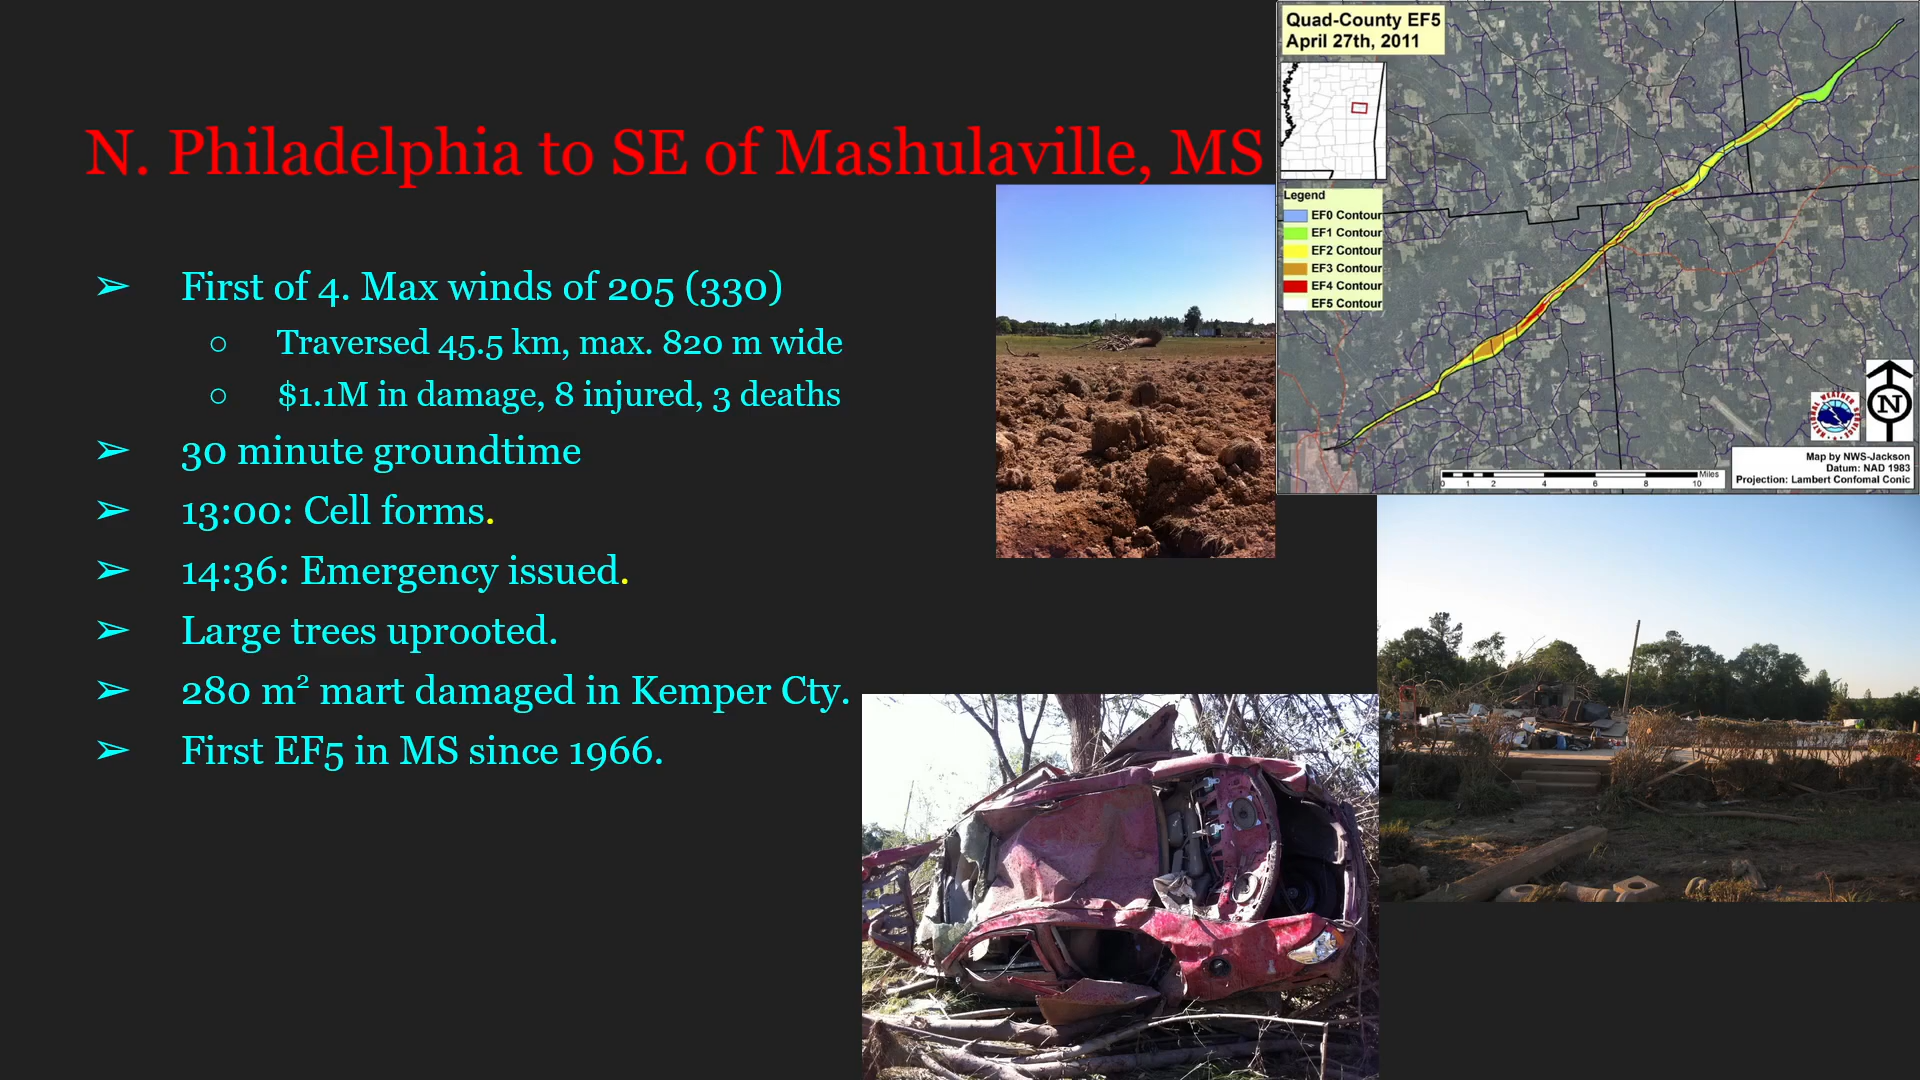 N. Philadelphia to SE of Mashulaville, MS
➢ First of 4. Max winds of 205 (330)
○ Traversed 45.5 km, max. 820 m wide
○ $1.1M in damage, 8 injured, 3 deaths
➢ 30 minute groundtime
➢ 13:00: Cell forms.
➢ 14:36: Emergency issued.
➢ Large trees uprooted.
➢ 280 m² mart damaged in Kemper Cty.
➢ First EF5 in MS since 1966.
Quad-County EF5
April 27th, 2011
Legend
EF0 Contour
EF1 Contour
EF2 Contour
EF3 Contour
EF4 Contour
EF5 Contour
N
Map by NWS-Jackson
Datum: NAD 1983
Projection: Lambert Confomal Conic
Miles
0 1 2 4 6 8 10